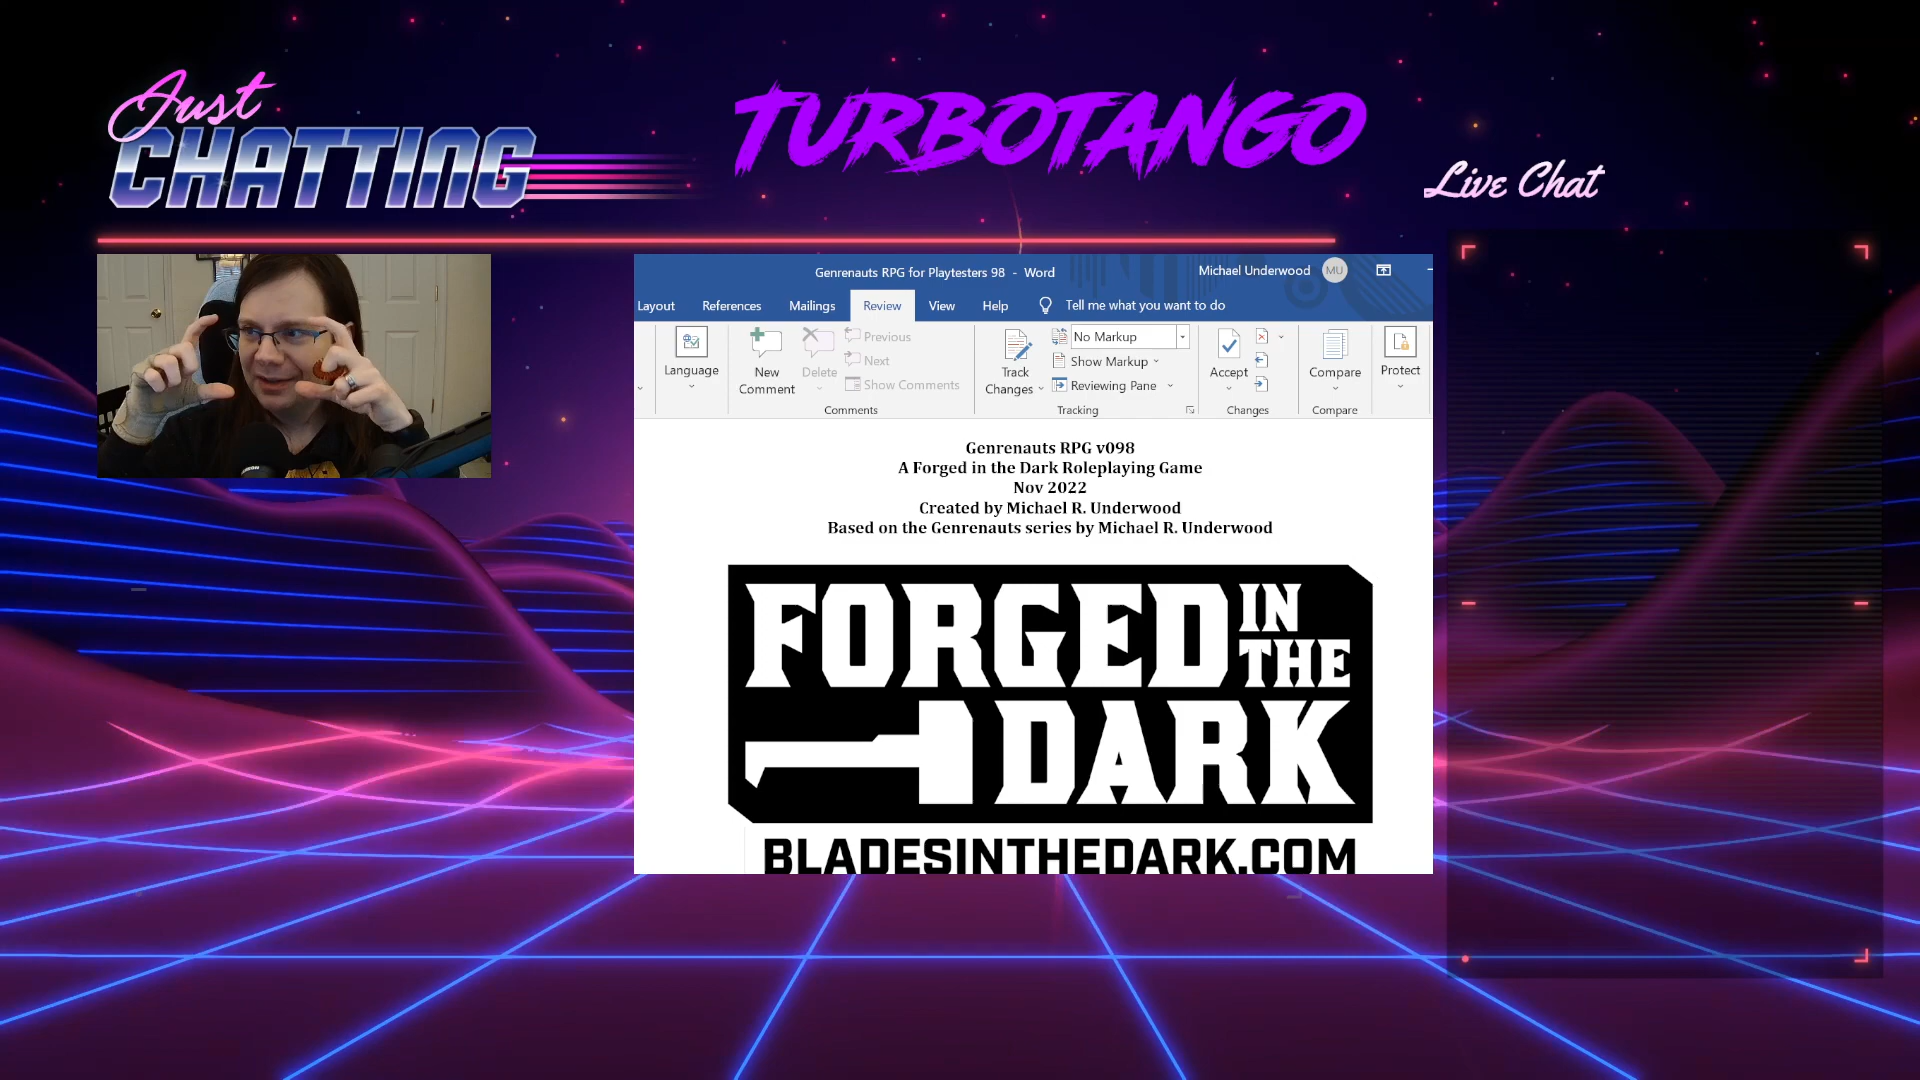 Just
CHATTING
TURBOTANGO
Live Chat
Genrenauts RPG for Playtesters 98 - Word
Michael Underwood
MU
Layout
References
Mailings
Review
View
Help
Tell me what you want to do
Language
New Comment
Delete
Previous
Next
Show Comments
Comments
Track Changes
No Markup
Show Markup
Reviewing Pane
Tracking
Accept
Changes
Compare
Compare
Protect
Genrenauts RPG v098
A Forged in the Dark Roleplaying Game
Nov 2022
Created by Michael R. Underwood
Based on the Genrenauts series by Michael R. Underwood
FORGED IN THE
DARK
BLADESINTHEDARK.COM